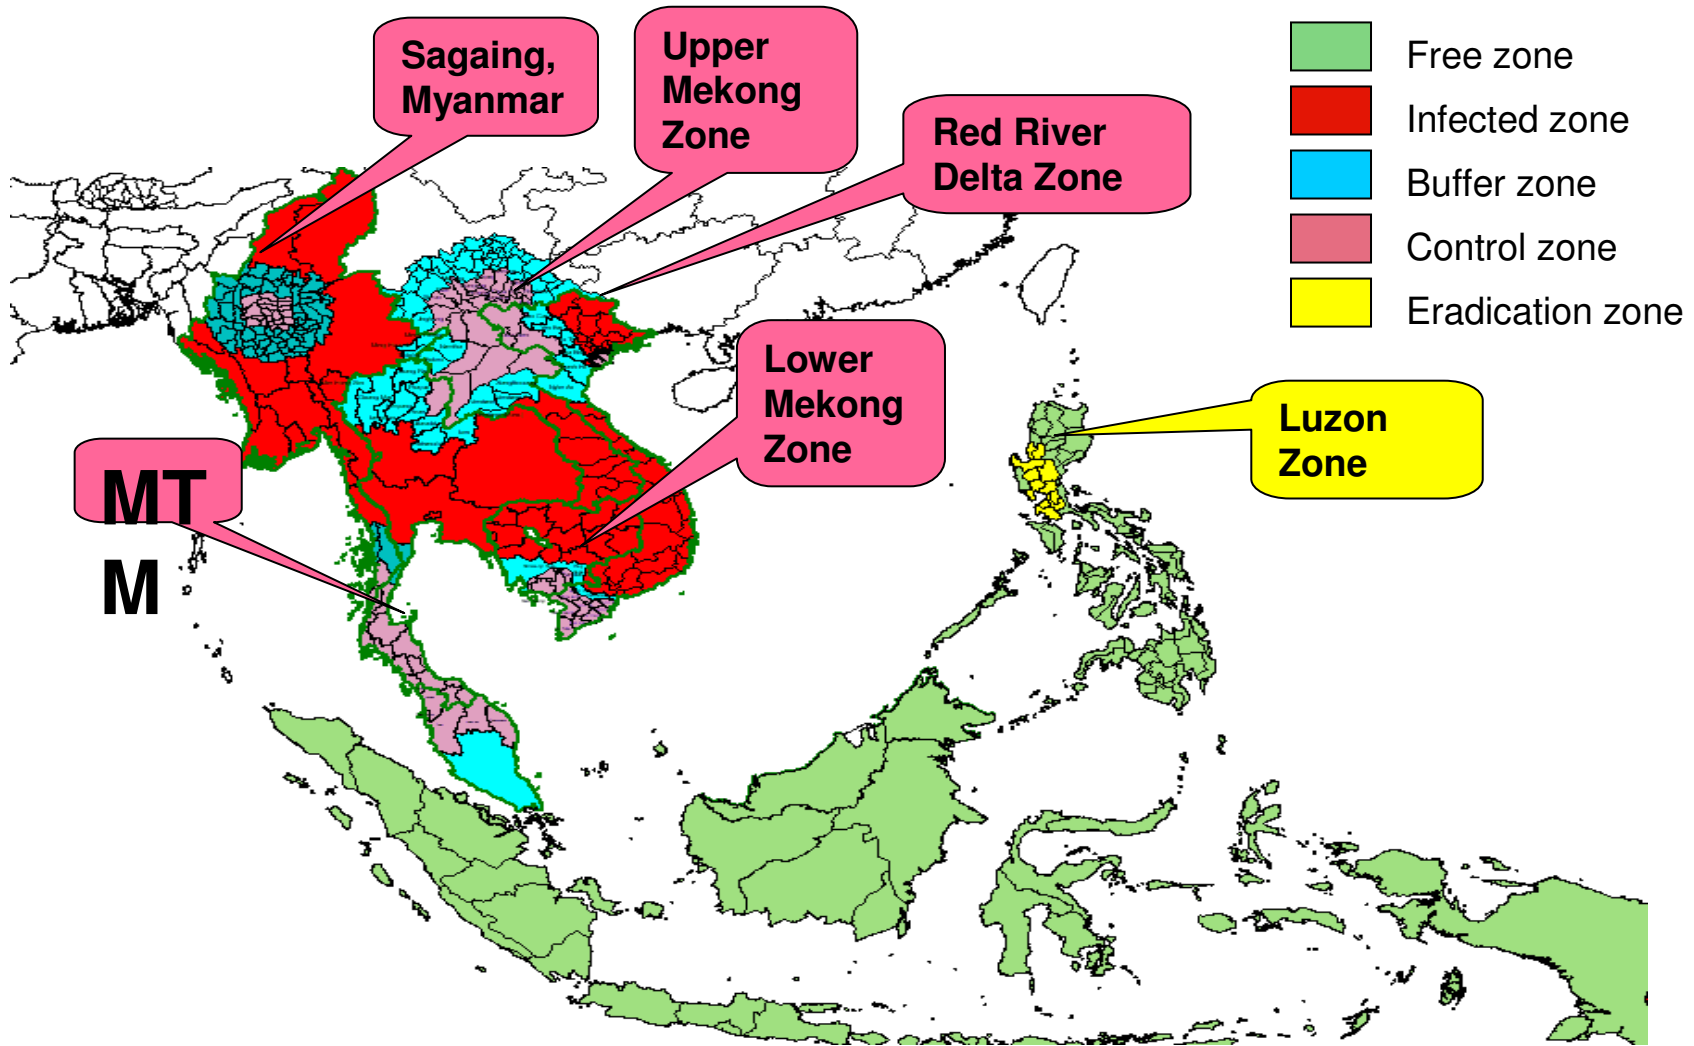 Sagaing,
Myanmar
Upper
Mekong
Zone
Red River
Delta Zone
Lower
Mekong
Zone
MT
M
Luzon
Zone
Free zone
Infected zone
Buffer zone
Control zone
Eradication zone